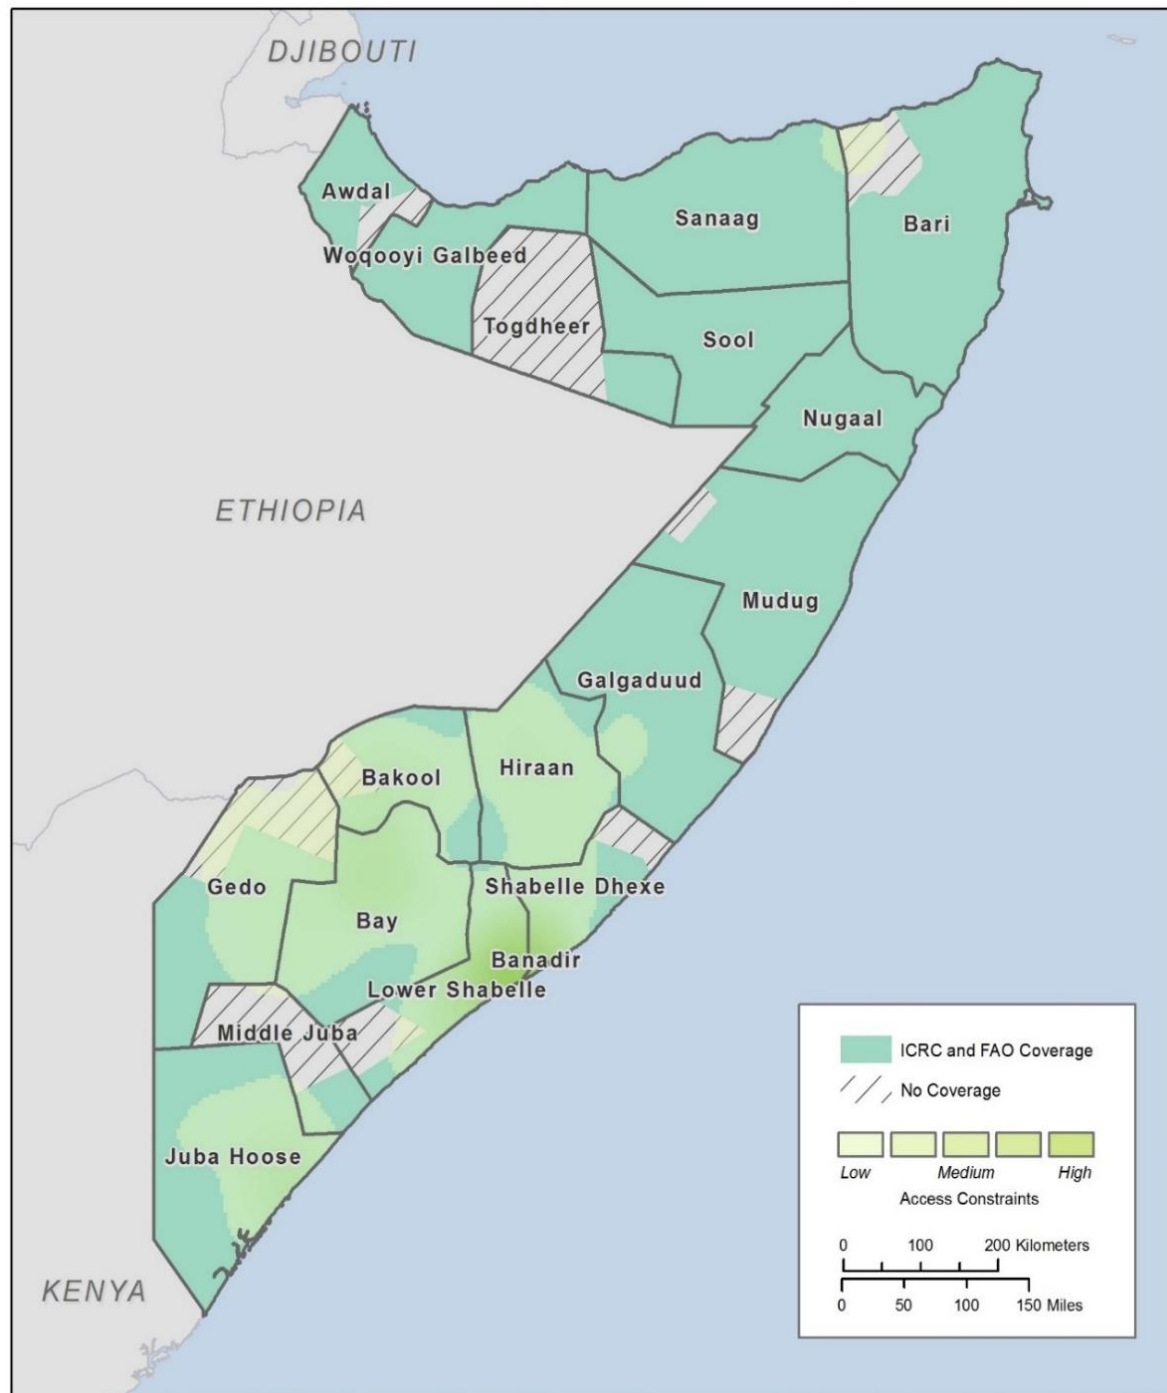 DJIBOUTI
Awdal
Sanaag
Bari
Woqooyi Galbeed
Togdheer
Sool
Nugaal
ETHIOPIA
Mudug
Galgaduud
Hiraan
Bakool
Gedo
Shabelle Dhexe
Bay
Banadir
Lower Shabelle
Middle Juba
Juba Hoose
KENYA
ICRC and FAO Coverage
No Coverage
Low Medium High
Access Constraints
0 100 200 Kilometers
0 50 100 150 Miles